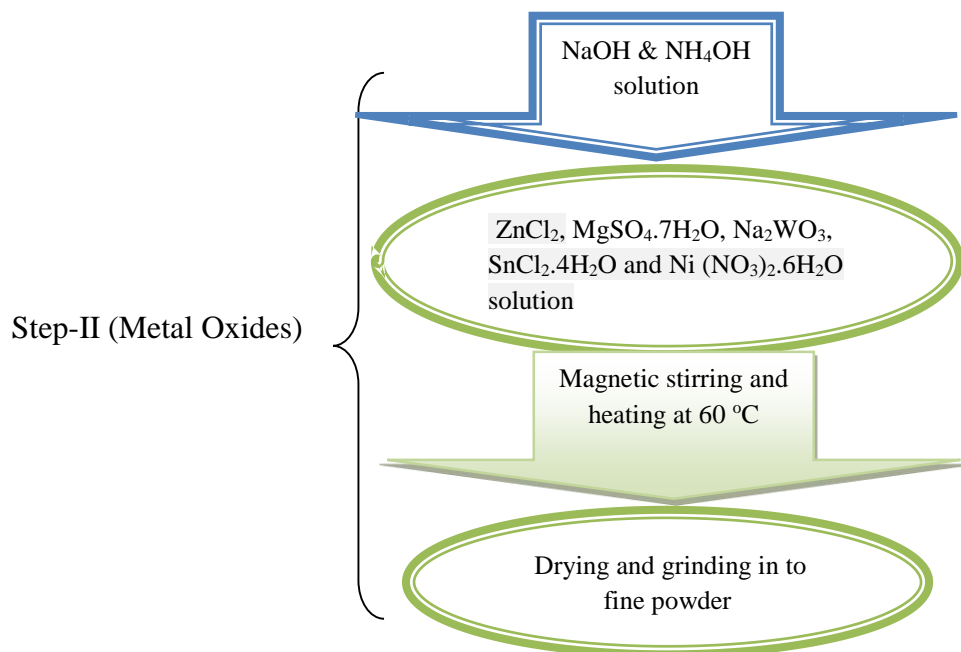 NaOH & NH₄OH
solution
ZnCl₂, MgSO₄.7H₂O, Na₂WO₃,
SnCl₂.4H₂O and Ni (NO₃)₂.6H₂O
solution
Step-II (Metal Oxides)
Magnetic stirring and
heating at 60 ⁰C
Drying and grinding in to
fine powder